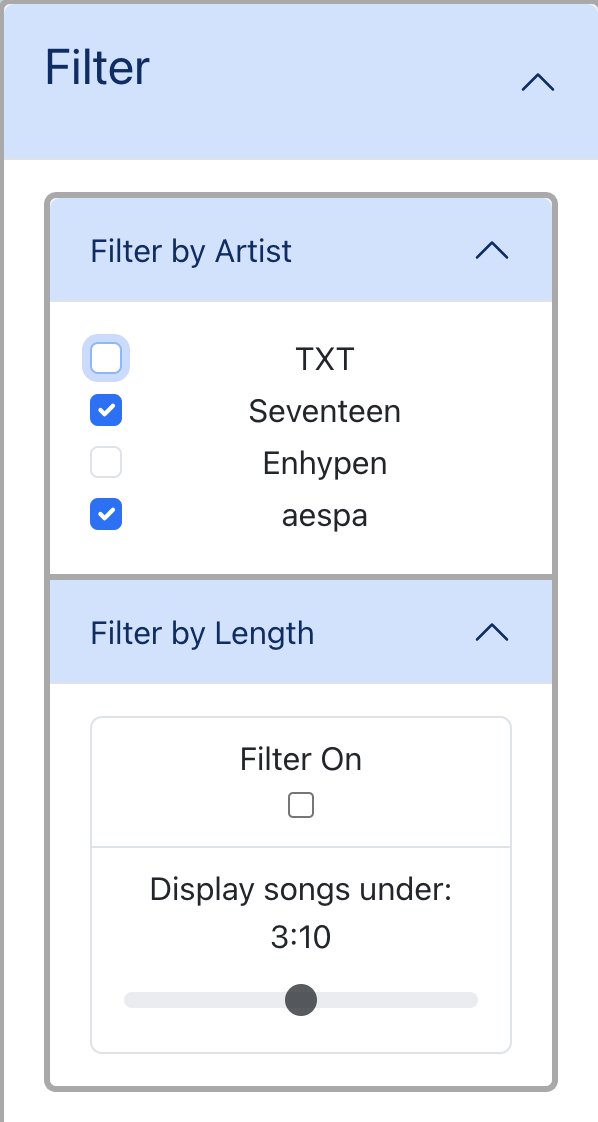 Filter
Filter by Artist
TXT
Seventeen
Enhypen
aespa
Filter by Length
Filter On
Display songs under:
3:10